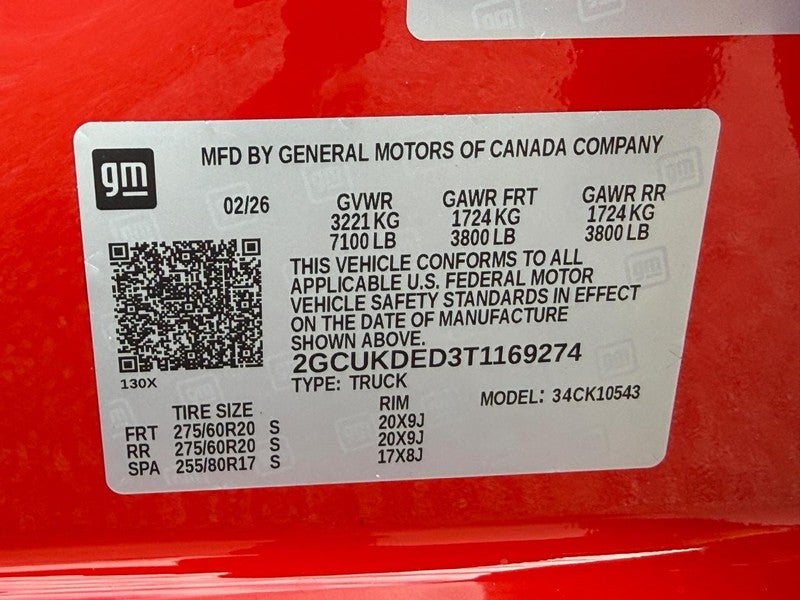 gm
gm
MFD BY GENERAL MOTORS OF CANADA COMPANY
02/26 GVWR GAWR FRT GAWR RR
3221 KG 1724 KG 1724 KG
7100 LB 3800 LB 3800 LB
THIS VEHICLE CONFORMS TO ALL
APPLICABLE U.S. FEDERAL MOTOR
VEHICLE SAFETY STANDARDS IN EFFECT
ON THE DATE OF MANUFACTURE
SHOWN ABOVE.
2GCUKDED3T1169274
130X
TYPE: TRUCK MODEL: 34CK10543
TIRE SIZE RIM
FRT 275/60R20 S 20X9J
RR 275/60R20 S 20X9J
SPA 255/80R17 S 17X8J